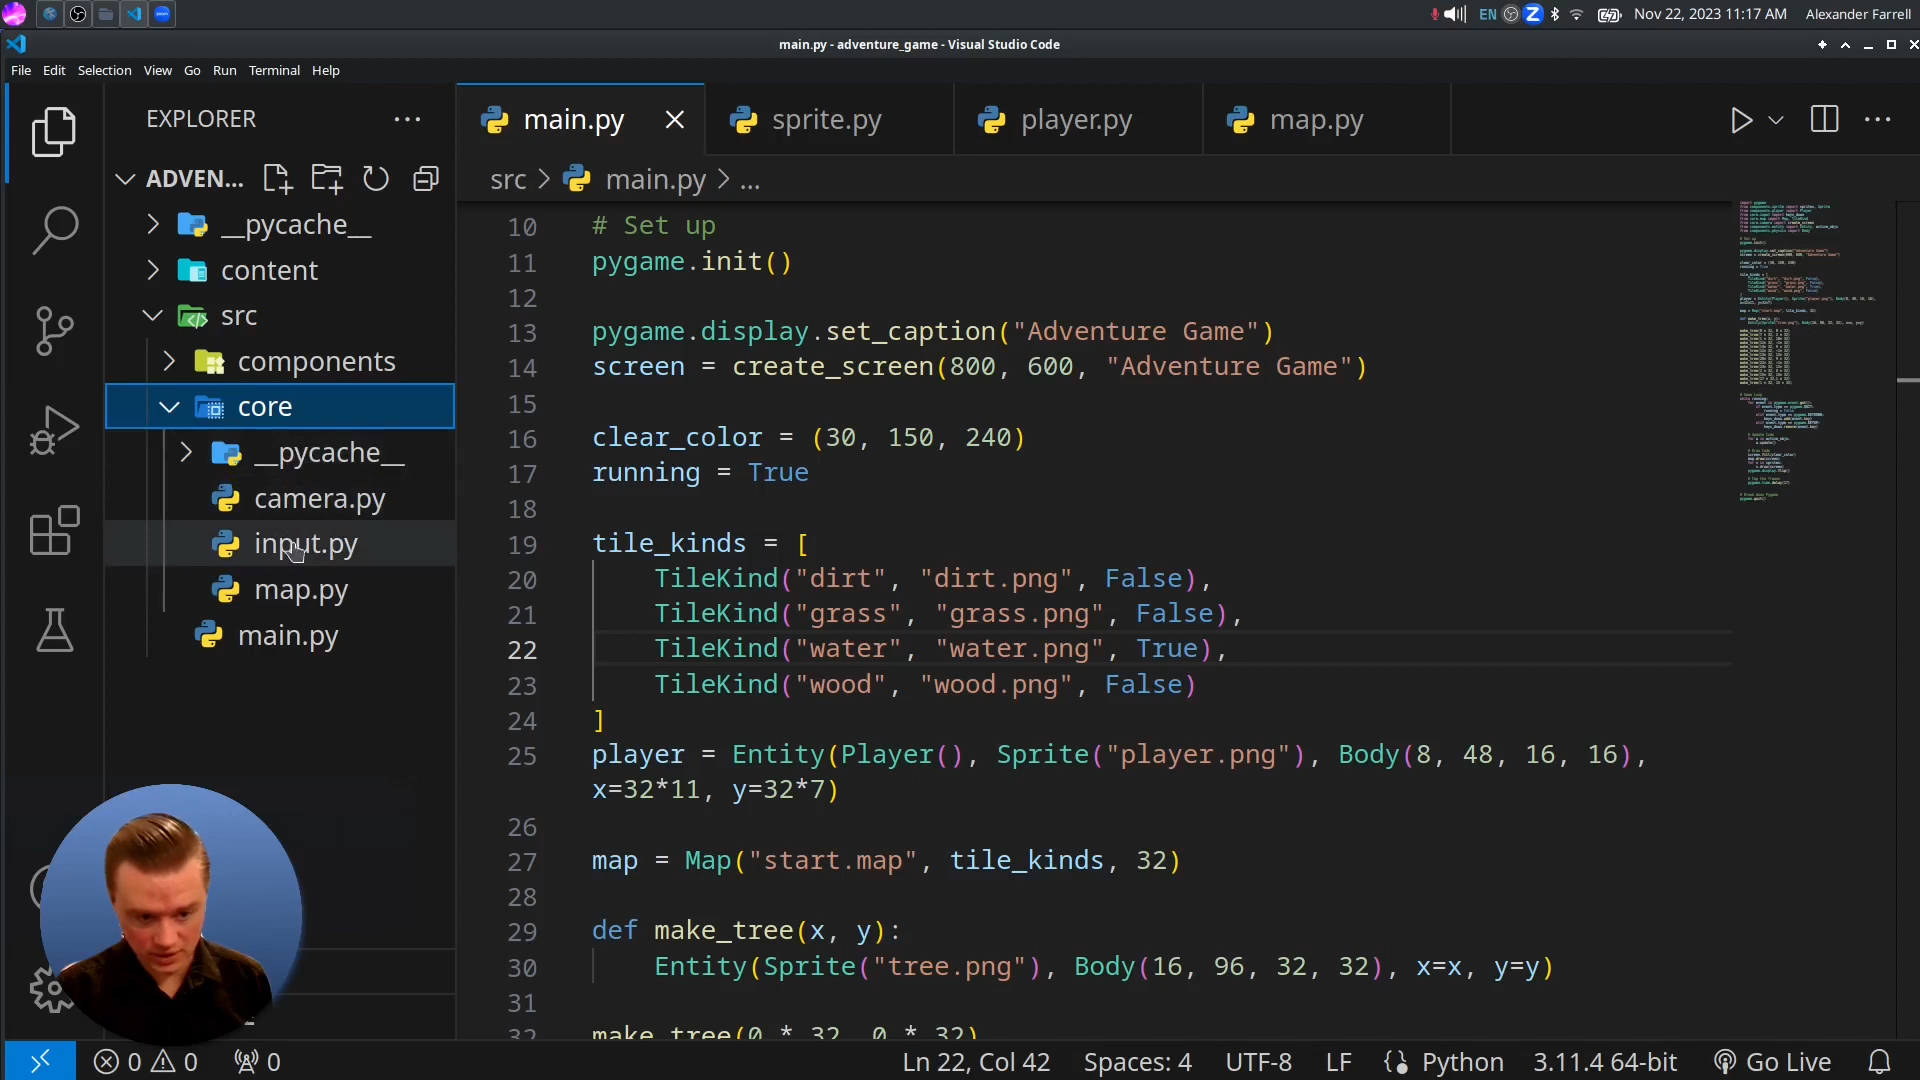 EN
Nov 22, 2023 11:17 AM
Alexander Farrell
main.py - adventure_game - Visual Studio Code
File Edit Selection View Go Run Terminal Help
EXPLORER
ADVEN...
__pycache__
content
src
components
core
__pycache__
camera.py
input.py
map.py
main.py
main.py
sprite.py
player.py
map.py
src > main.py > ...
10 # Set up
11 pygame.init()
12
13 pygame.display.set_caption("Adventure Game")
14 screen = create_screen(800, 600, "Adventure Game")
15
16 clear_color = (30, 150, 240)
17 running = True
18
19 tile_kinds = [
20 TileKind("dirt", "dirt.png", False),
21 TileKind("grass", "grass.png", False),
22 TileKind("water", "water.png", True),
23 TileKind("wood", "wood.png", False)
24 ]
25 player = Entity(Player(), Sprite("player.png"), Body(8, 48, 16, 16),
x=32*11, y=32*7)
26
27 map = Map("start.map", tile_kinds, 32)
28
29 def make_tree(x, y):
30 Entity(Sprite("tree.png"), Body(16, 96, 32, 32), x=x, y=y)
31
32 make_tree(0 * 32, 0 * 32)
0 0 0
Ln 22, Col 42
Spaces: 4
UTF-8
LF
Python
3.11.4 64-bit
Go Live